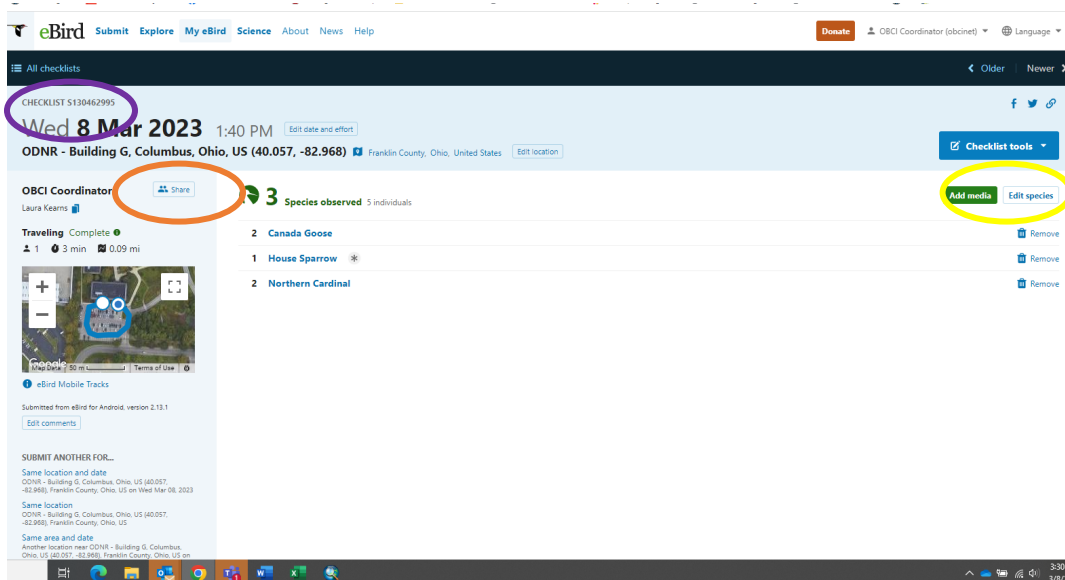 eBird Submit Explore My eBird Science About News Help Donate OBCI Coordinator (obcinet) Language
All checklists Older Newer
CHECKLIST S130462995
Wed 8 Mar 2023 1:40 PM Edit date and effort
ODNR - Building G, Columbus, Ohio, US (40.057, -82.968) Franklin County, Ohio, United States Edit location
Checklist tools
OBCI Coordinator Share
Laura Kearns
3 Species observed 5 individuals
Add media Edit species
Traveling Complete
1 3 min 0.09 mi
2 Canada Goose Remove
1 House Sparrow Remove
2 Northern Cardinal Remove
+
−
Google
Map Data 50 m Terms of Use
eBird Mobile Tracks
Submitted from eBird for Android, version 2.13.1
Edit comments
SUBMIT ANOTHER FOR...
Same location and date
ODNR - Building G, Columbus, Ohio, US (40.057,
-82.968), Franklin County, Ohio, US on Wed Mar 08, 2023
Same location
ODNR - Building G, Columbus, Ohio, US (40.057,
-82.968), Franklin County, Ohio, US
Same area and date
Another location near ODNR - Building G, Columbus,
Ohio, US (40.057, -82.968), Franklin County, Ohio, US on
3:30